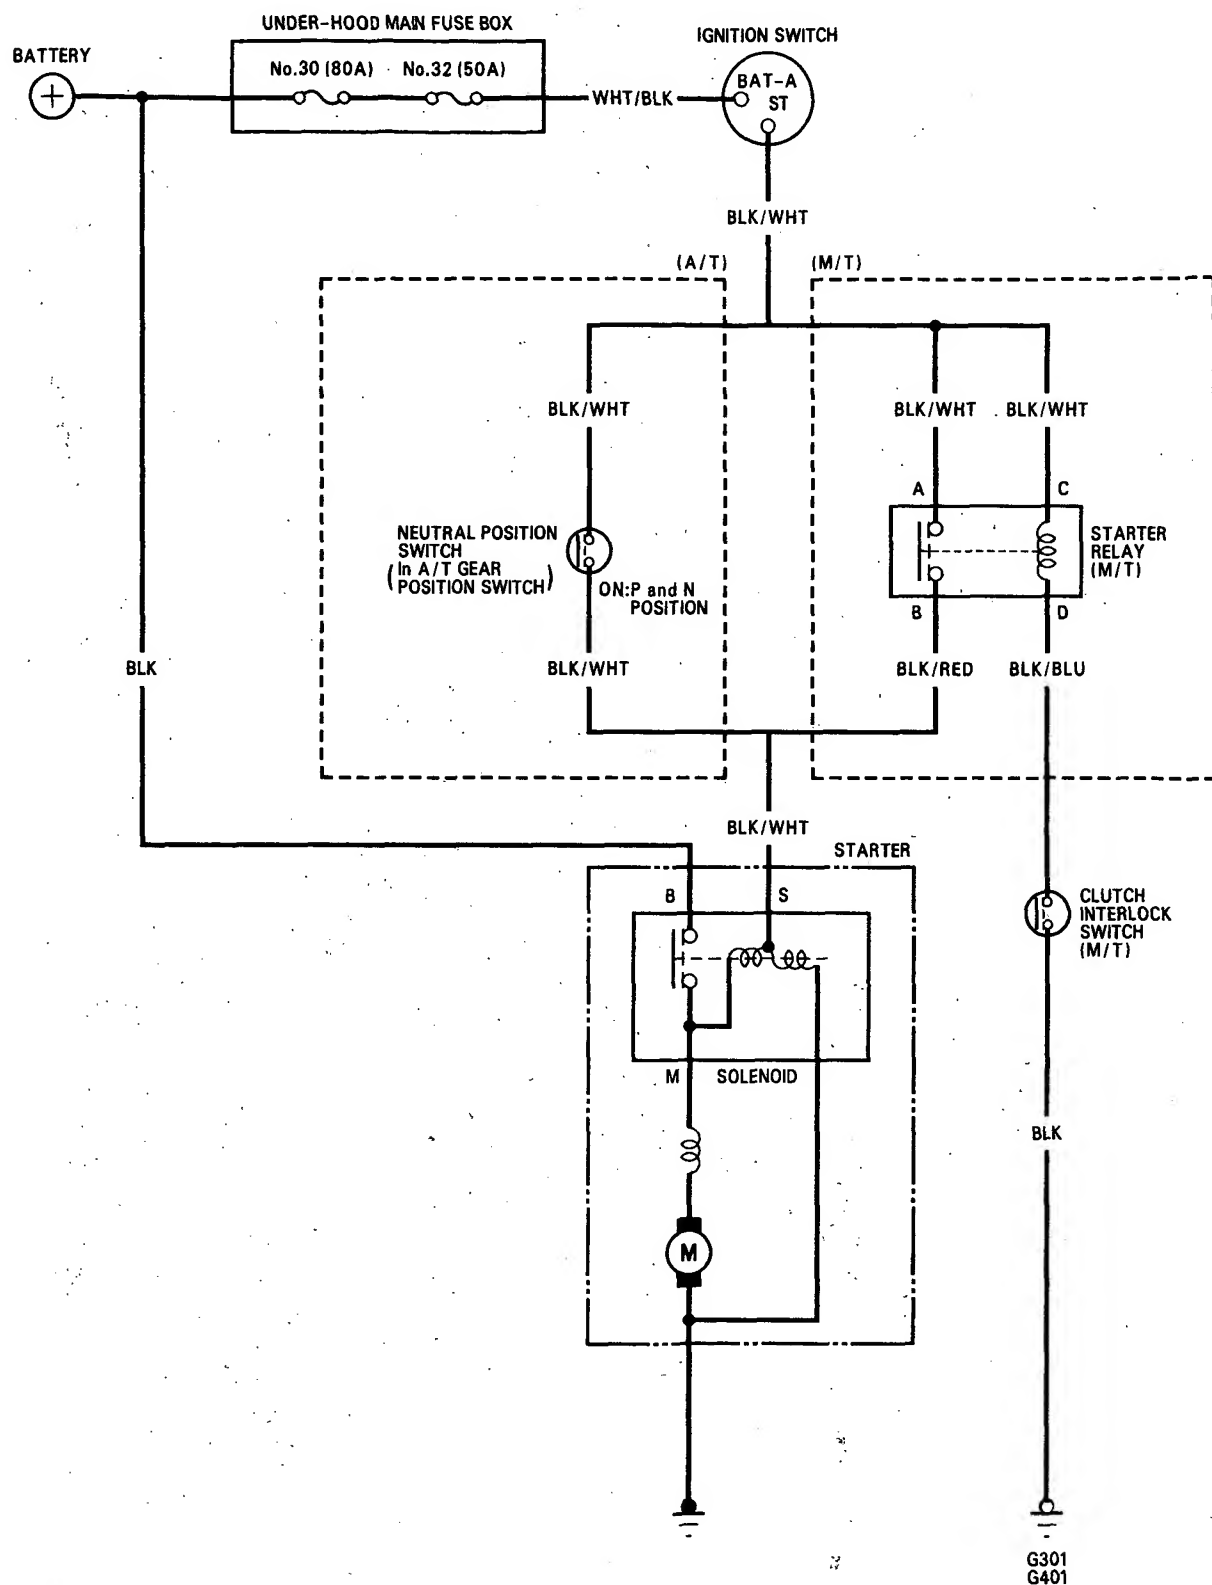 UNDER-HOOD MAIN FUSE BOX
IGNITION SWITCH
BATTERY
No.30 (80A)
No.32 (50A)
BAT-A
ST
+
WHT/BLK
BLK/WHT
(A/T)
(M/T)
BLK/WHT
BLK/WHT
BLK/WHT
A
C
NEUTRAL POSITION
SWITCH
(In A/T GEAR
POSITION SWITCH)
ON:P and N
POSITION
STARTER
RELAY
(M/T)
B
D
BLK
BLK/WHT
BLK/RED
BLK/BLU
BLK/WHT
STARTER
B
S
CLUTCH
INTERLOCK
SWITCH
(M/T)
M
SOLENOID
BLK
M
G301
G401